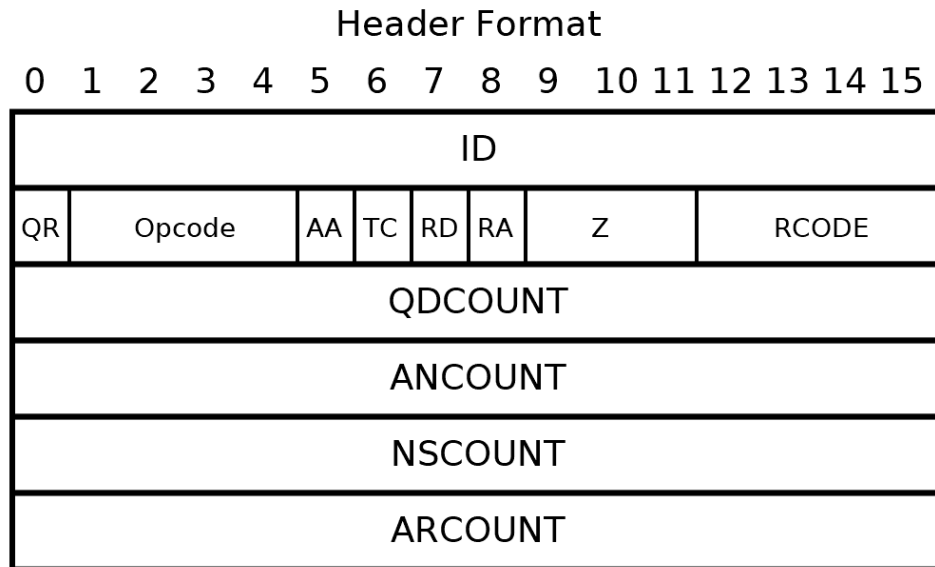 Header Format
0 1 2 3 4 5 6 7 8 9 10 11 12 13 14 15
ID
QR Opcode AA TC RD RA Z RCODE
QDCOUNT
ANCOUNT
NSCOUNT
ARCOUNT